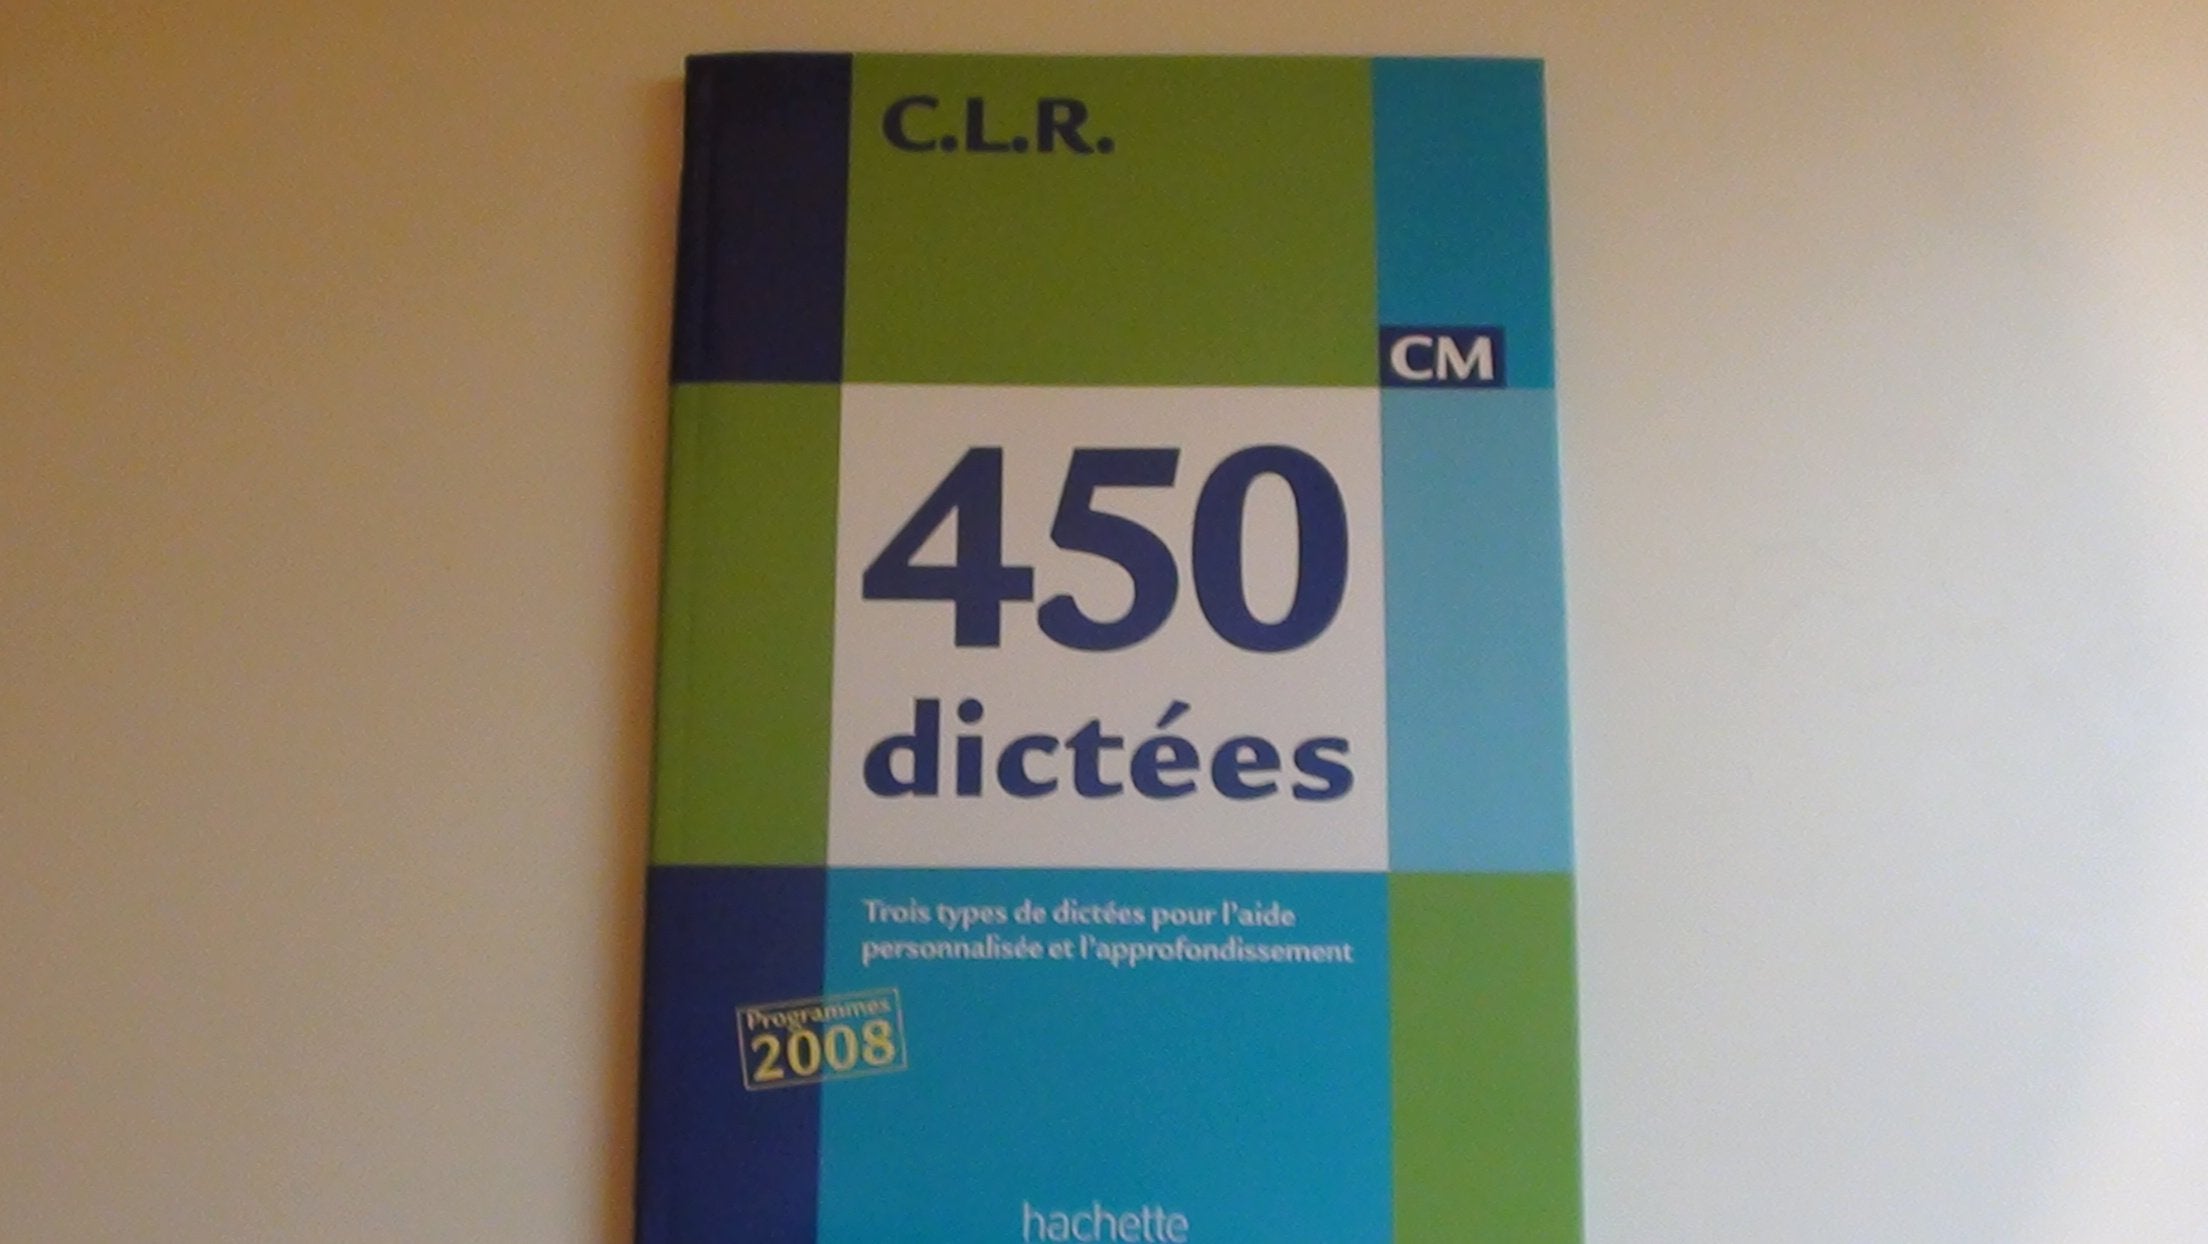 C.L.R.
CM
450
dictées
Trois types de dictées pour l'aide
personnalisée et l'approfondissement
Programmes
2008
hachette